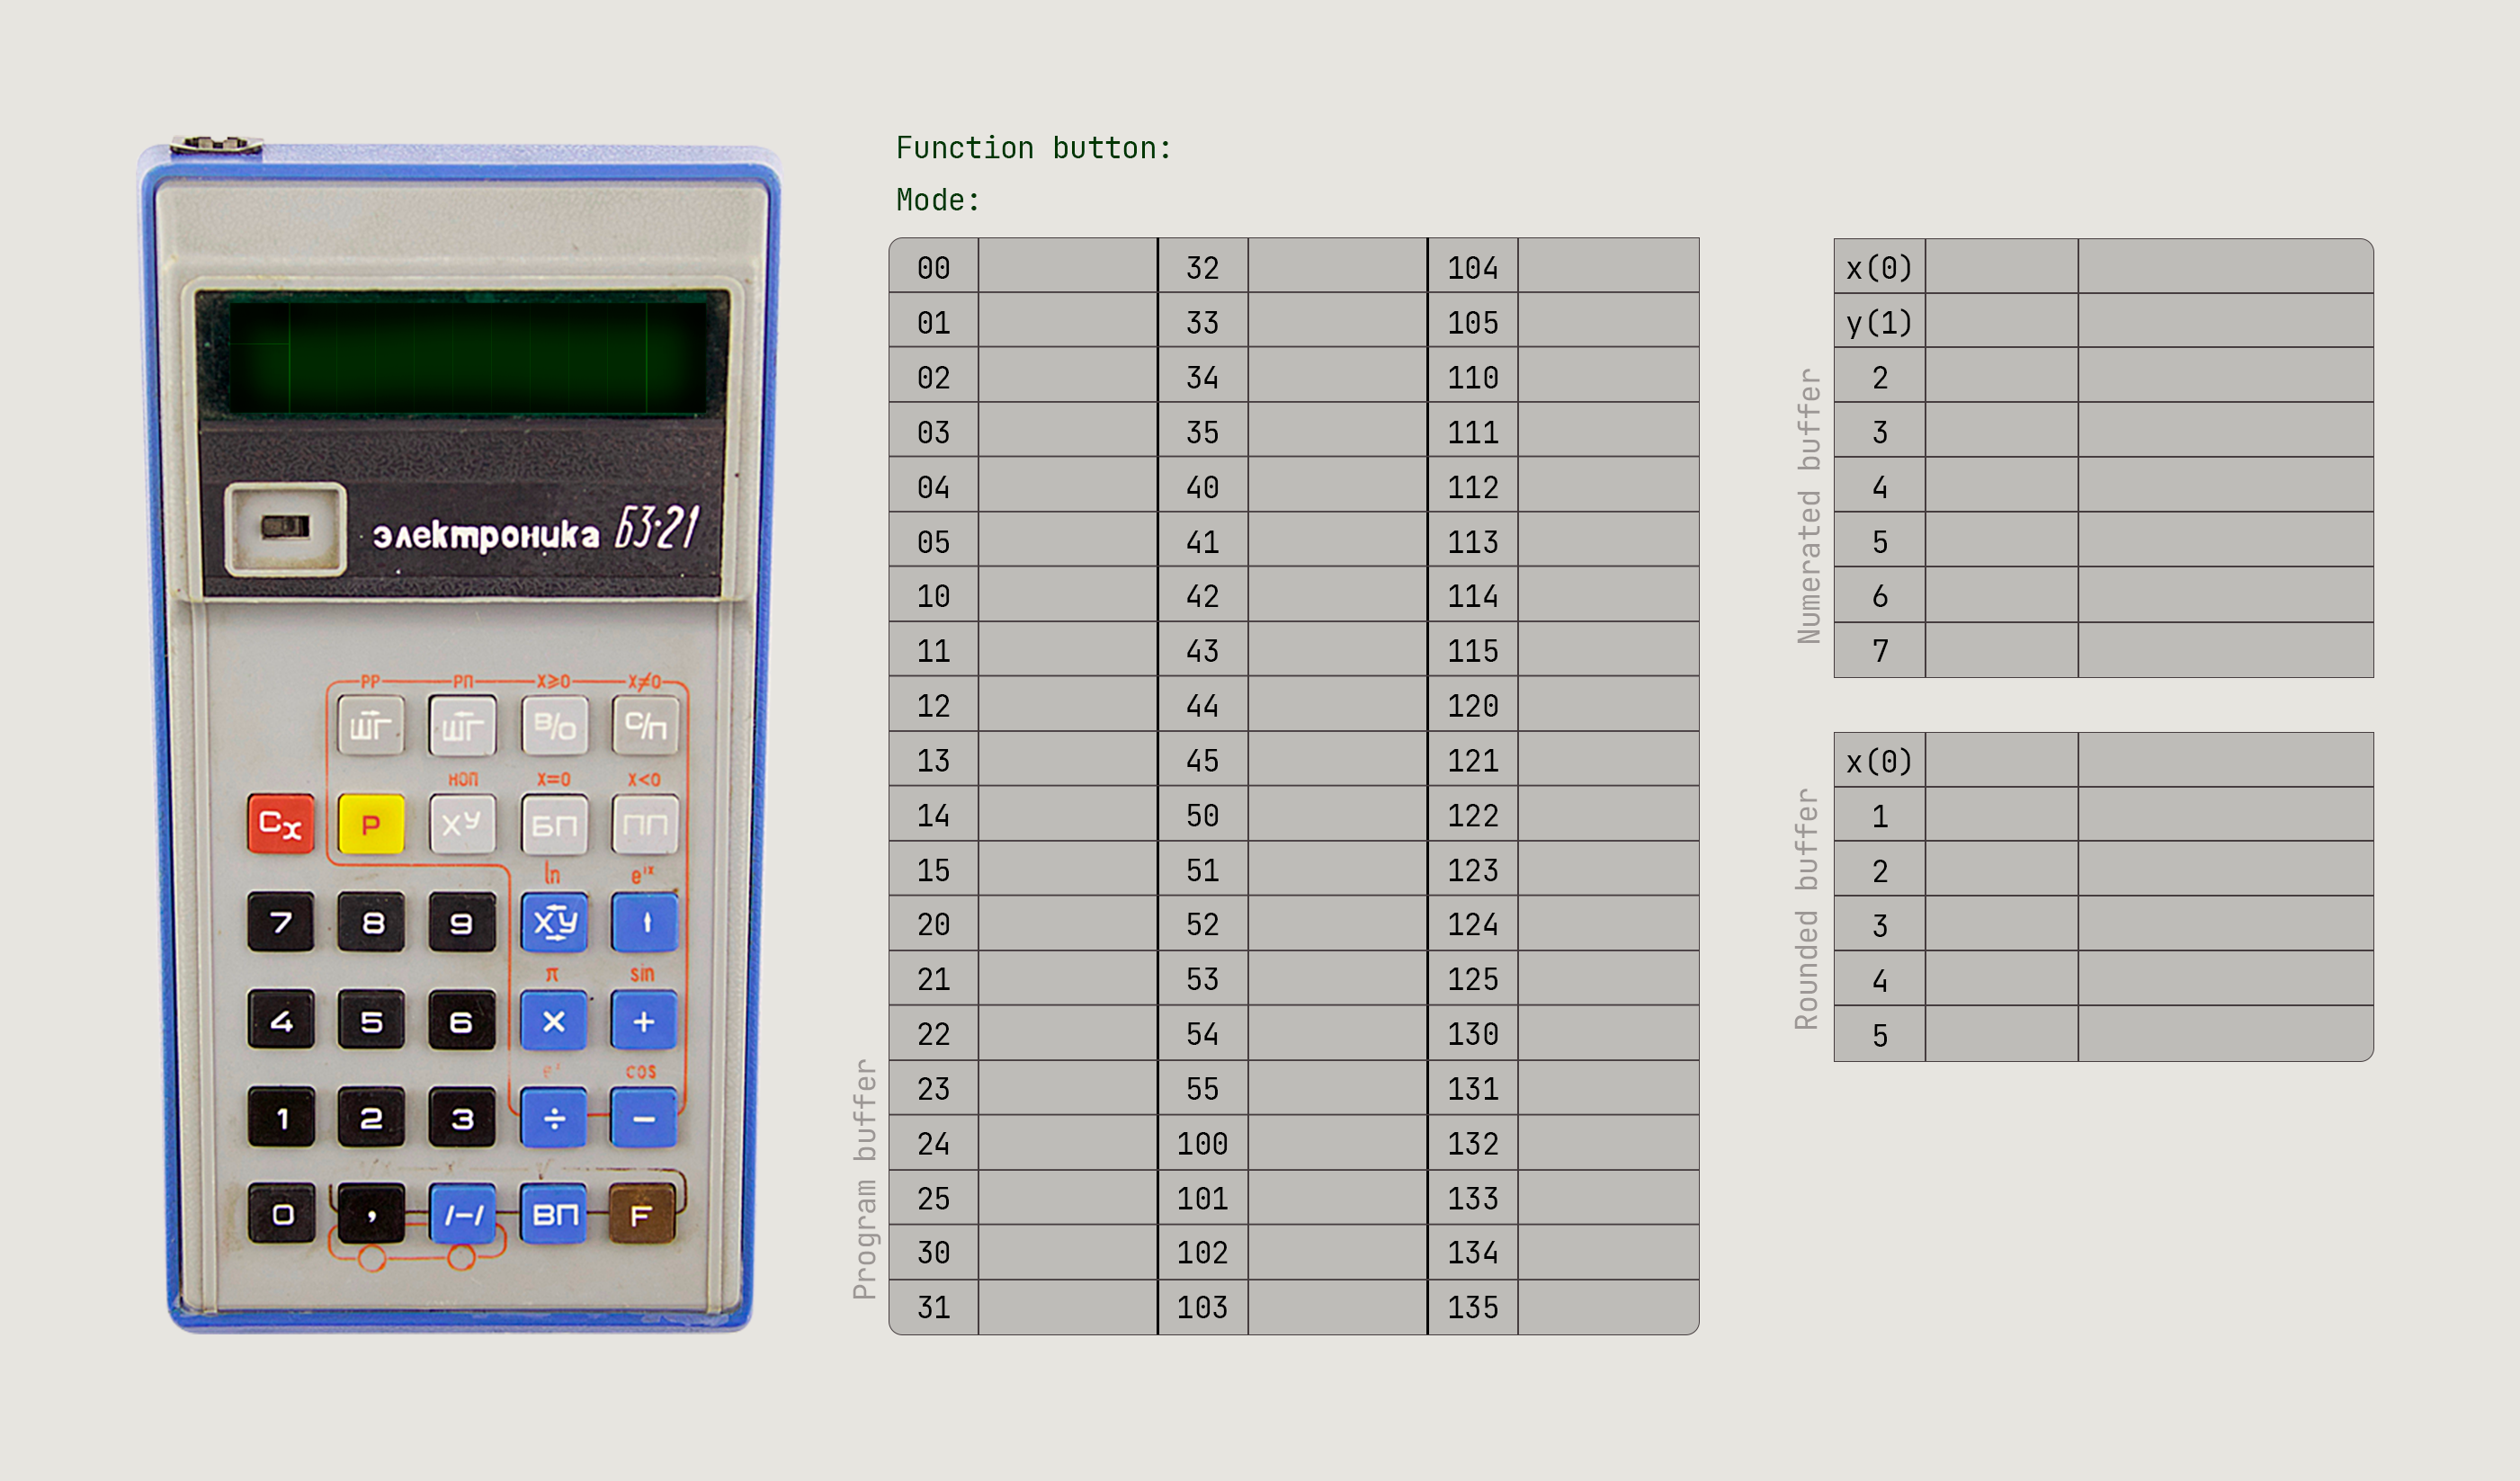 Function button:
Mode:
электроника Б3·21
РР РП X⩾0 X≠0
ШГ ШГ В/О С/П
НОП X=0 X<0
Cx P XY БП ПП
ln e^ix
7 8 9 XY ↑
π sin
4 5 6 × +
e^x cos
1 2 3 ÷ −
0 , /−/ ВП F
Program buffer
00 32 104
01 33 105
02 34 110
03 35 111
04 40 112
05 41 113
10 42 114
11 43 115
12 44 120
13 45 121
14 50 122
15 51 123
20 52 124
21 53 125
22 54 130
23 55 131
24 100 132
25 101 133
30 102 134
31 103 135
Numerated buffer
x(0)
y(1)
2
3
4
5
6
7
Rounded buffer
x(0)
1
2
3
4
5